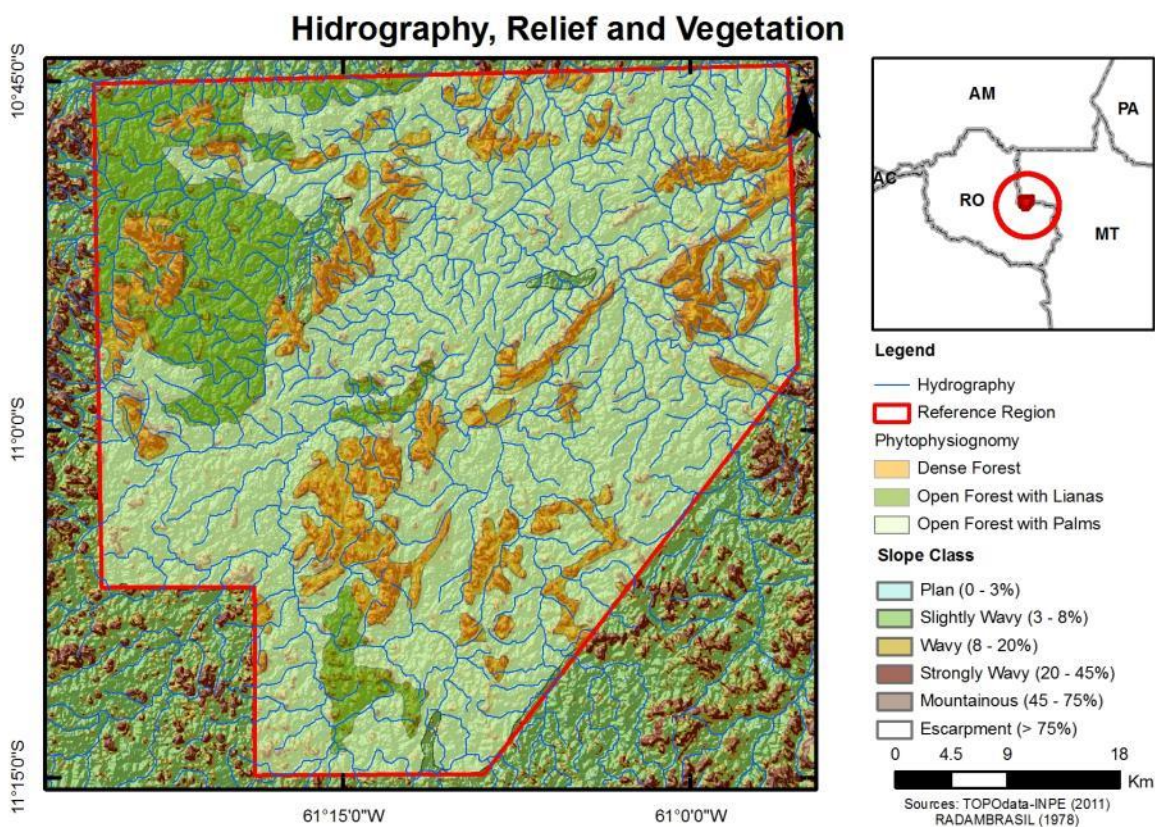 Hidrography, Relief and Vegetation
10°45'0"S
11°0'0"S
11°15'0"S
61°15'0"W
61°0'0"W
AM
PA
AC
RO
MT
Legend
Hydrography
Reference Region
Phytophysiognomy
Dense Forest
Open Forest with Lianas
Open Forest with Palms
Slope Class
Plan (0 - 3%)
Slightly Wavy (3 - 8%)
Wavy (8 - 20%)
Strongly Wavy (20 - 45%)
Mountainous (45 - 75%)
Escarpment (> 75%)
0 4.5 9 18
Km
Sources: TOPOdata-INPE (2011)
RADAMBRASIL (1978)